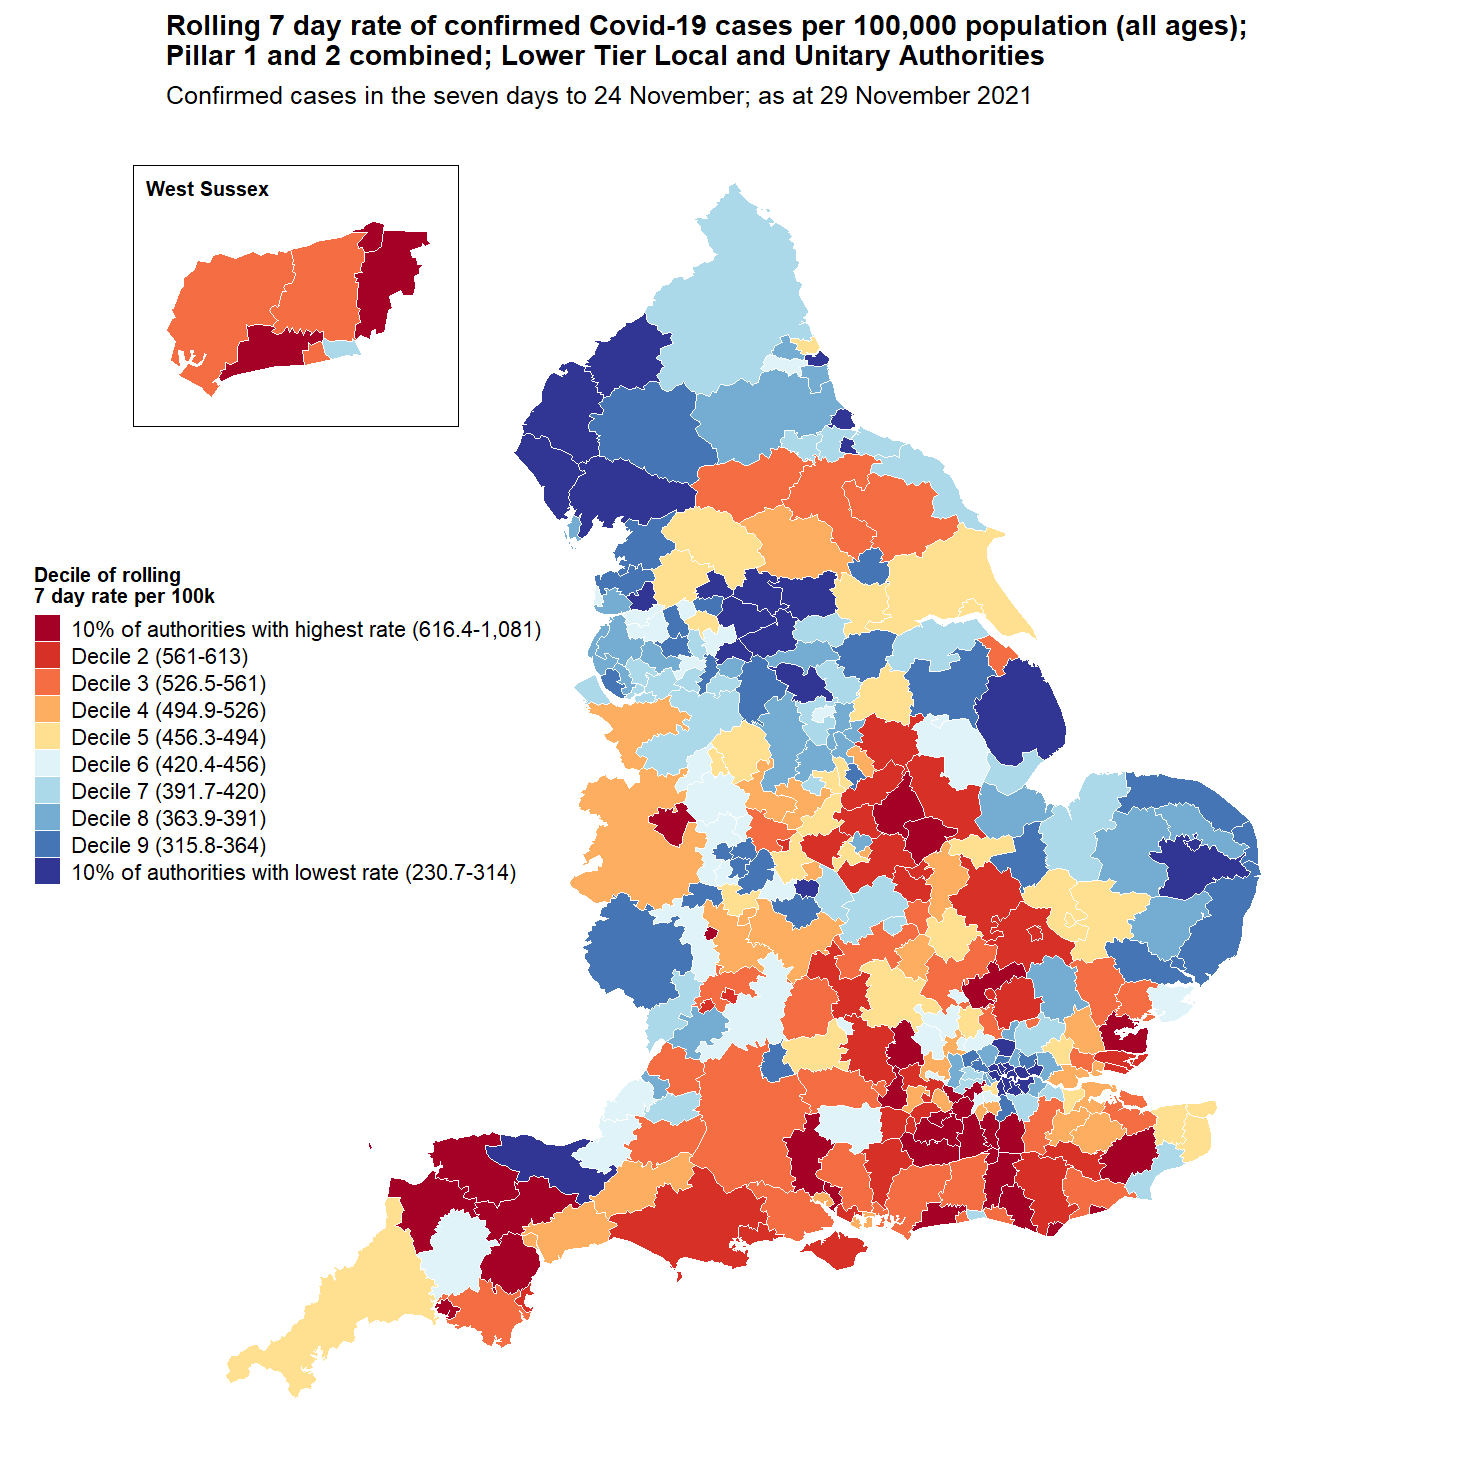 Rolling 7 day rate of confirmed Covid-19 cases per 100,000 population (all ages);
Pillar 1 and 2 combined; Lower Tier Local and Unitary Authorities
Confirmed cases in the seven days to 24 November; as at 29 November 2021
West Sussex
Decile of rolling
7 day rate per 100k
10% of authorities with highest rate (616.4-1,081)
Decile 2 (561-613)
Decile 3 (526.5-561)
Decile 4 (494.9-526)
Decile 5 (456.3-494)
Decile 6 (420.4-456)
Decile 7 (391.7-420)
Decile 8 (363.9-391)
Decile 9 (315.8-364)
10% of authorities with lowest rate (230.7-314)